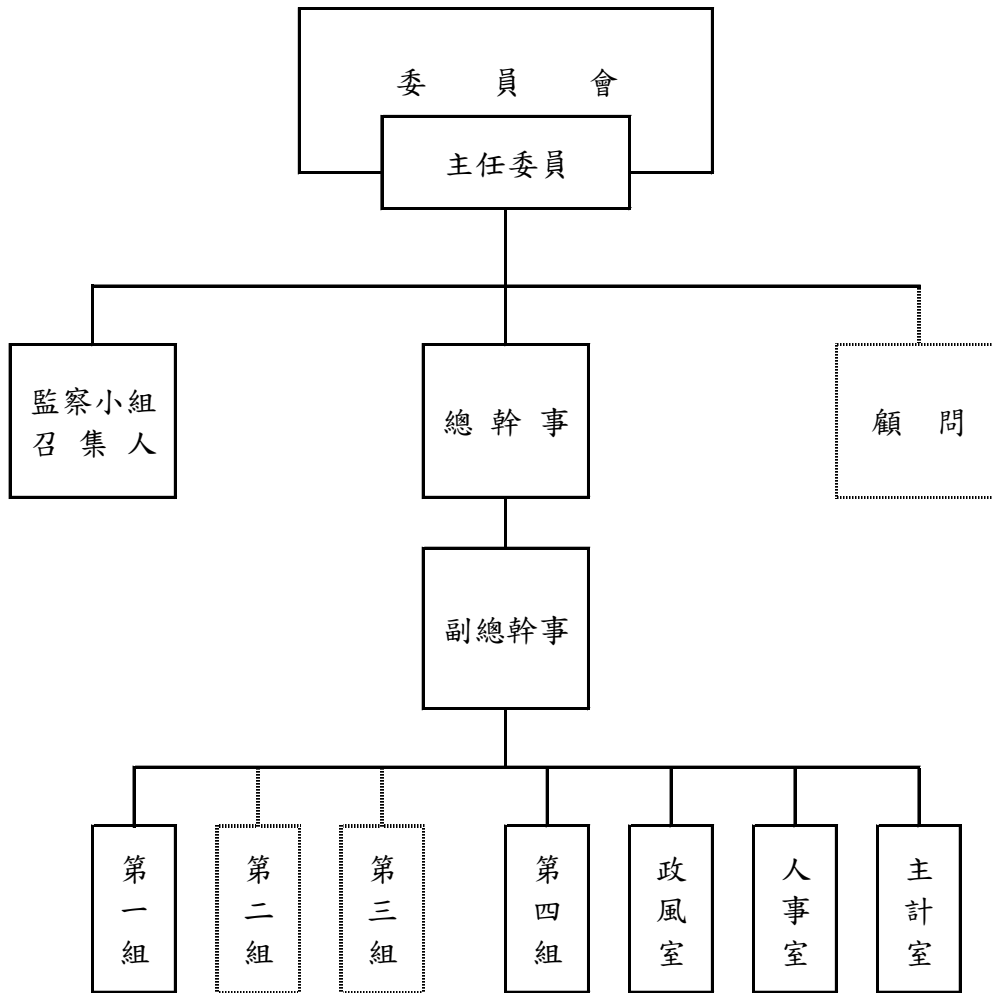 委員會
主任委員
監察小組
召集人
總幹事
顧問
副總幹事
第一組
第二組
第三組
第四組
政風室
人事室
主計室